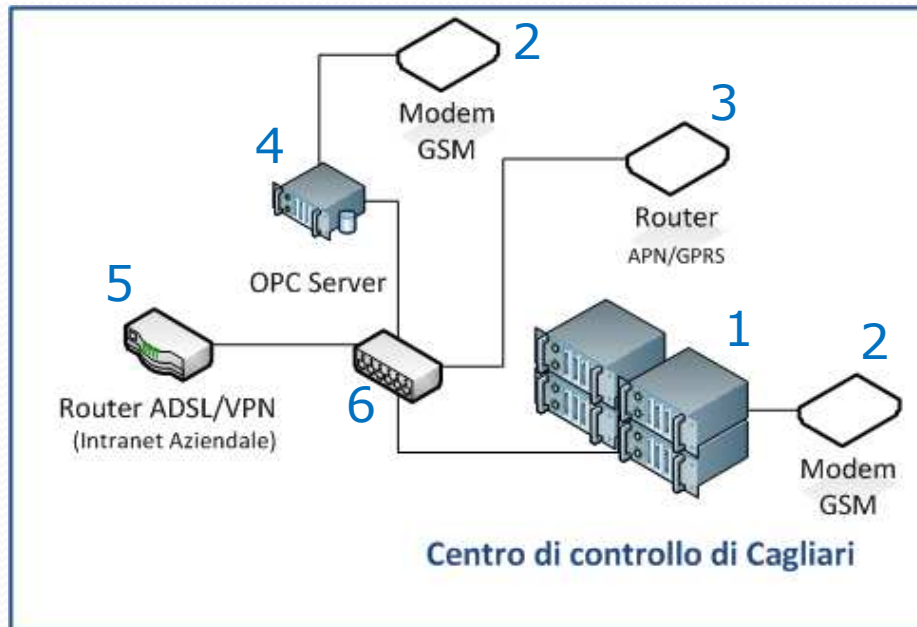 2
Modem
GSM
3
Router
APN/GPRS
4
OPC Server
5
Router ADSL/VPN
(Intranet Aziendale)
6
1
2
Modem
GSM
Centro di controllo di Cagliari